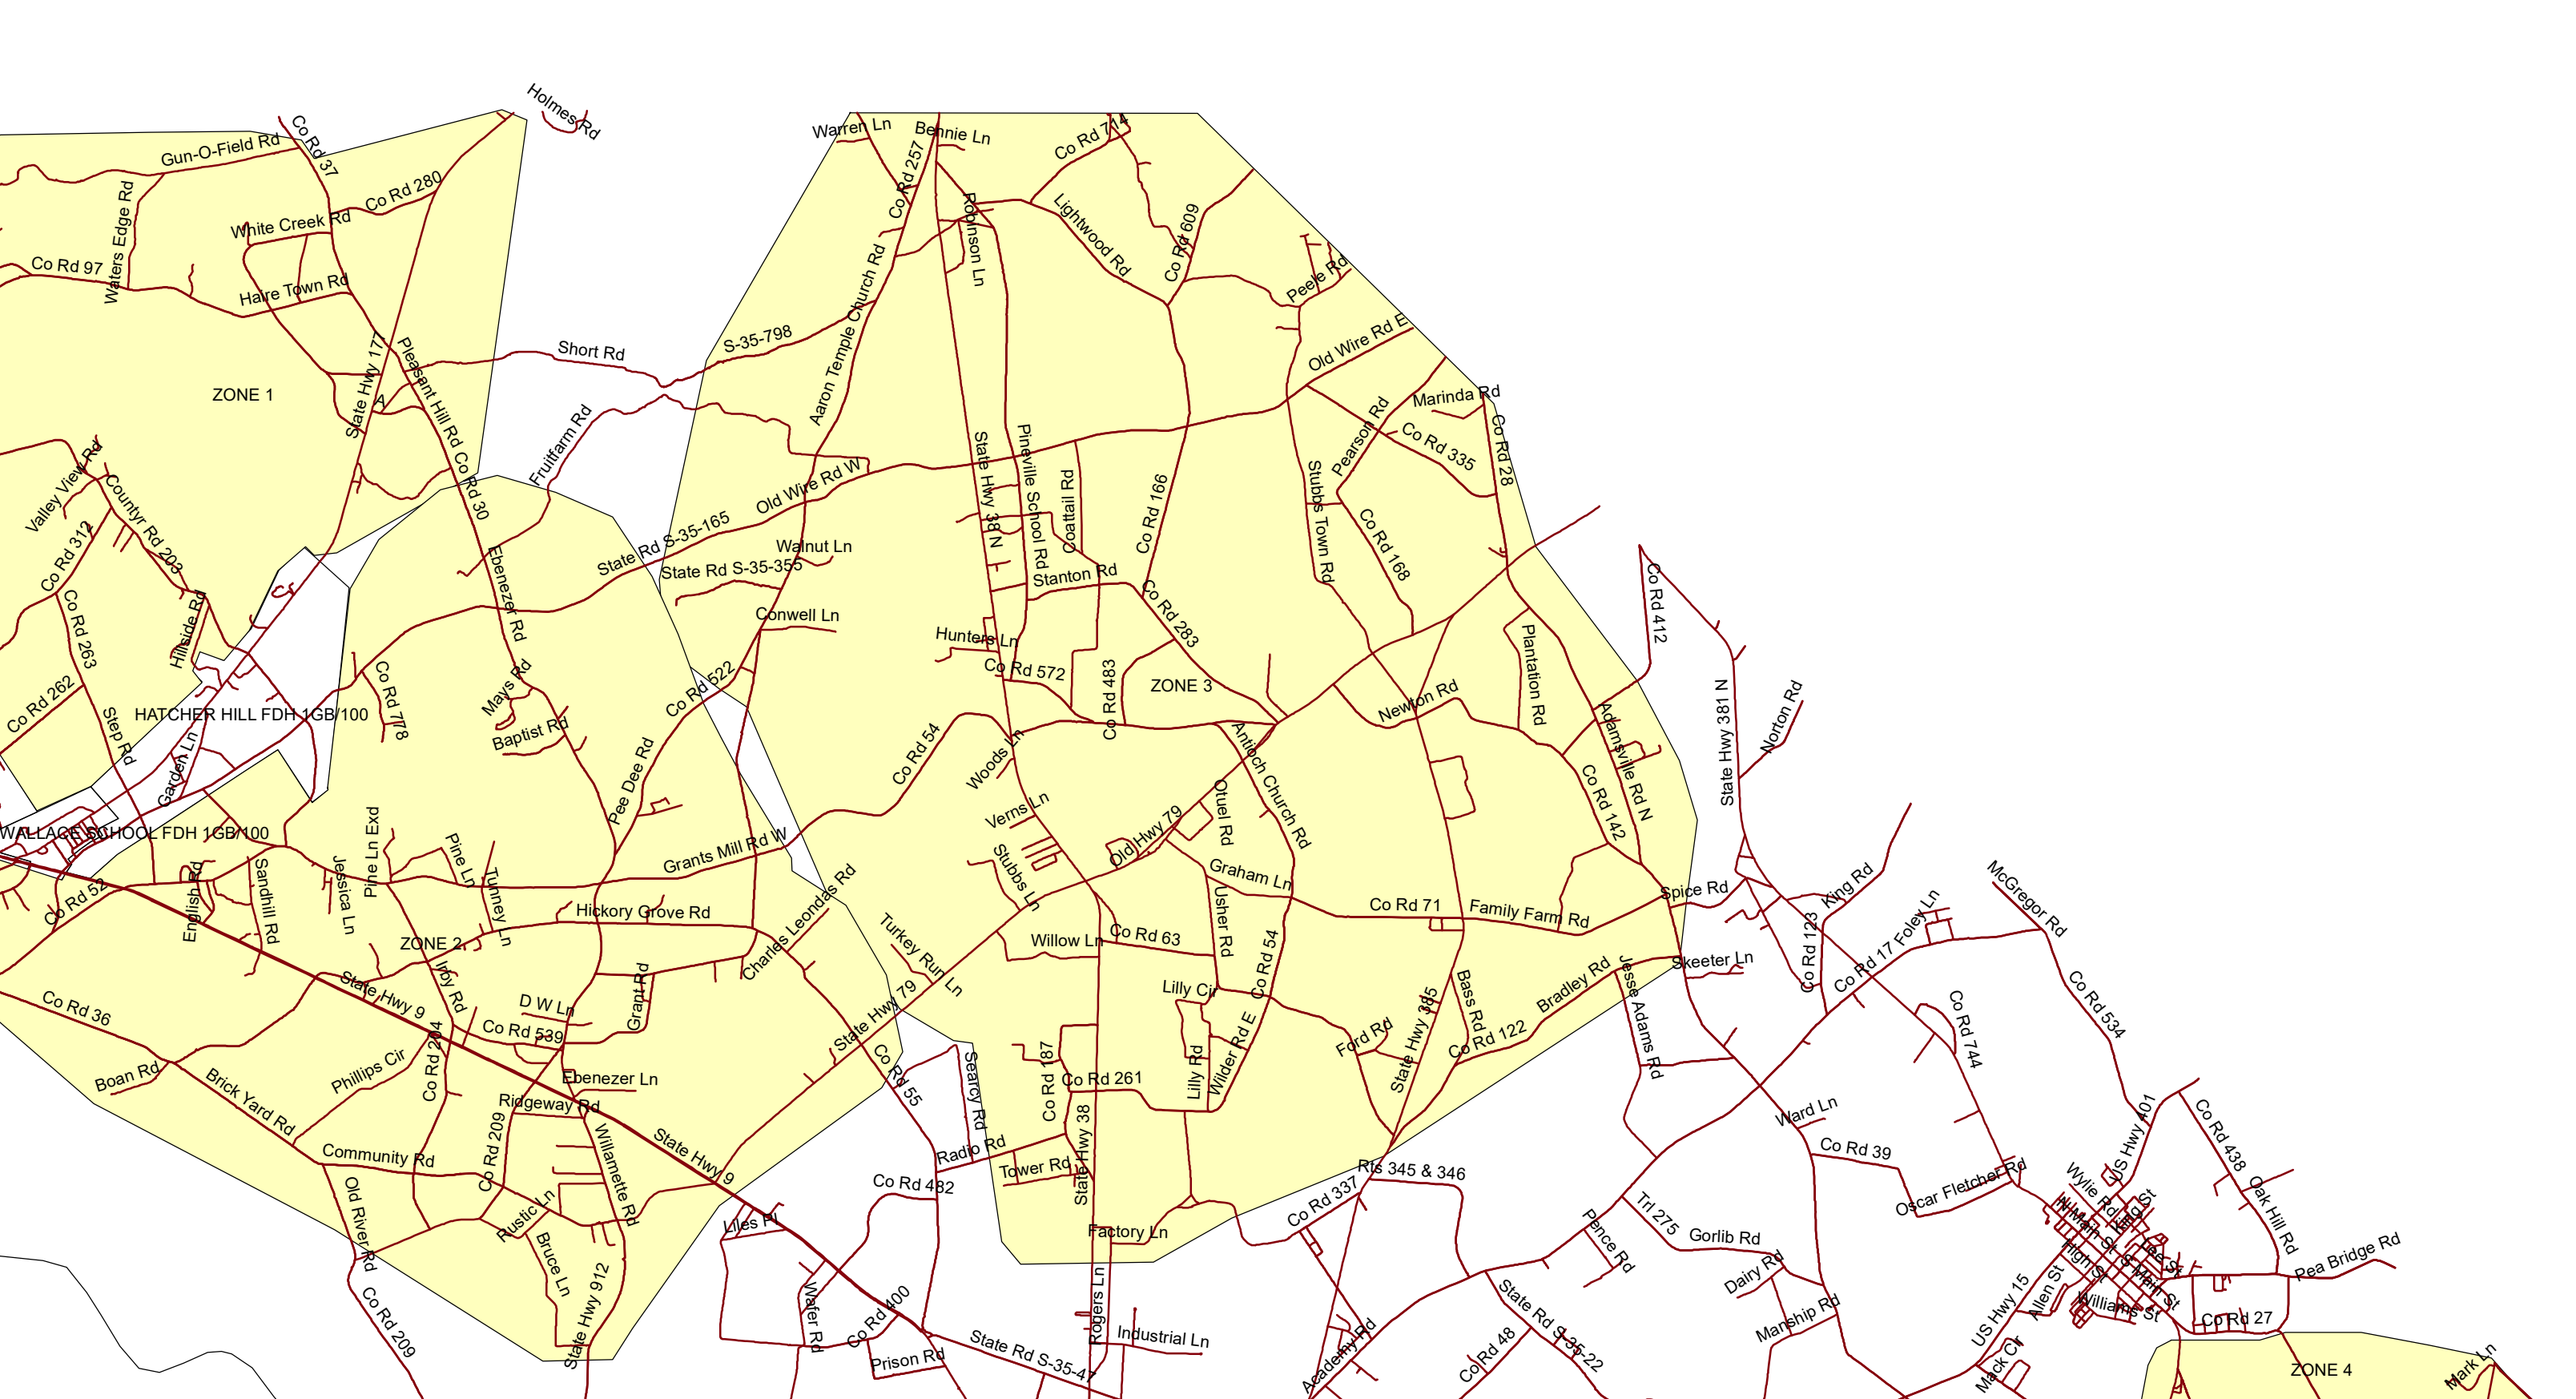 Holmes Rd
Co Rd 37
Gun-O-Field Rd
Warren Ln
Bennie Ln
Co Rd 714
Co Rd 257
Co Rd 280
White Creek Rd
Waters Edge Rd
Robinson Ln
Lightwood Rd
Co Rd 609
Co Rd 97
Haire Town Rd
Peele Rd
Aaron Temple Church Rd
S-35-798
Short Rd
Old Wire Rd E
State Hwy 177
Pleasant Hill Rd
ZONE 1
A
Marinda Rd
Fruitfarm Rd
Pearson Rd
Co Rd 335
Co Rd 28
Valley View Rd
Countyr Rd 203
Co Rd 30
Old Wire Rd W
State Hwy 38 N
Pineville School Rd
Coattail Rd
Co Rd 166
Stubbs Town Rd
Co Rd 168
Co Rd 312
State Rd S-35-165
Walnut Ln
State Rd S-35-355
Stanton Rd
Ebenezer Rd
Co Rd 263
Hillside Rd
Conwell Ln
Hunters Ln
Co Rd 283
Co Rd 412
Plantation Rd
Co Rd 262
Co Rd 572
Co Rd 483
ZONE 3
Co Rd 778
Mays Rd
Co Rd 522
Newton Rd
State Hwy 381 N
Norton Rd
HATCHER HILL FDH 1GB/100
Step Rd
Garden Ln
Baptist Rd
Pee Dee Rd
Co Rd 54
Woods Ln
Antioch Church Rd
Adamsville Rd N
Co Rd 142
Verns Ln
Otuel Rd
Old Hwy 79
WALLACE SCHOOL FDH 1GB/100
Pine Ln Exd
Pine Ln
Grants Mill Rd W
Stubbs Ln
Graham Ln
Co Rd 52
English Rd
Sandhill Rd
Jessica Ln
Tunney Ln
Hickory Grove Rd
Charles Leondas Rd
Usher Rd
Co Rd 71
Family Farm Rd
Spice Rd
King Rd
McGregor Rd
ZONE 2
Turkey Run Ln
Willow Ln
Co Rd 63
Co Rd 54
Co Rd 123
Co Rd 17
Foley Ln
Skeeter Ln
Co Rd 36
State Hwy 9
Irby Rd
D W Ln
Grant Rd
State Hwy 79
Lilly Cir
Bass Rd
Bradley Rd
Jesse Adams Rd
Co Rd 534
Co Rd 204
Co Rd 539
Co Rd 55
Searcy Rd
Co Rd 187
Lilly Rd
Wilder Rd E
Ford Rd
State Hwy 385
Co Rd 122
Co Rd 744
Boan Rd
Brick Yard Rd
Phillips Cir
Ebenezer Ln
Ridgeway Rd
Co Rd 261
Ward Ln
US Hwy 401
Co Rd 438
Community Rd
Co Rd 209
Willamette Rd
State Hwy 9
Radio Rd
Tower Rd
State Hwy 38
Rts 345 & 346
Co Rd 39
Old River Rd
Rustic Ln
Co Rd 482
Co Rd 337
Oscar Fletcher Rd
Wylie Rd
Oak Hill Rd
Liles Pl
Factory Ln
Trl 275
Gorlib Rd
N Main St
King St
Lee St
High St
S Main St
Pea Bridge Rd
Bruce Ln
State Hwy 912
Pence Rd
Dairy Rd
Allen St
Williams St
Co Rd 27
Co Rd 209
Wafer Rd
Co Rd 400
Prison Rd
State Rd S-35-47
Rogers Ln
Industrial Ln
Academy Rd
Co Rd 48
State Rd S-35-22
Manship Rd
US Hwy 15
Mack Cir
ZONE 4
Mark Ln